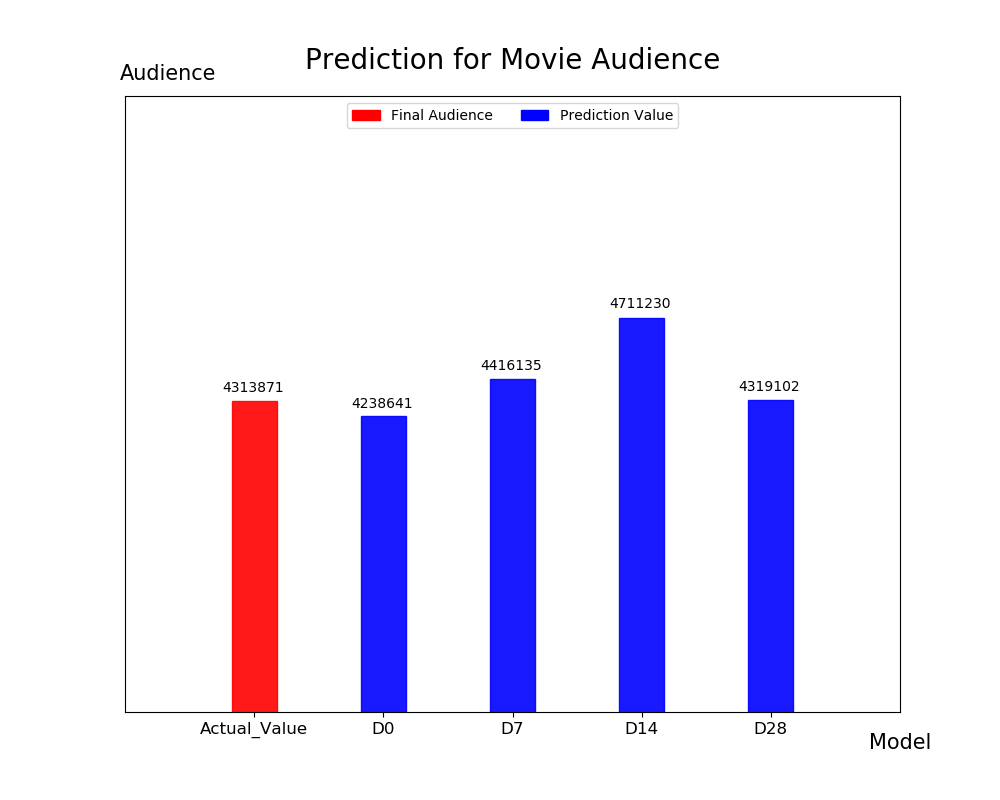 Prediction for Movie Audience
Audience
Final Audience
Prediction Value
4711230
4416135
4313871
4238641
4319102
Actual_Value
D0
D7
D14
D28
Model